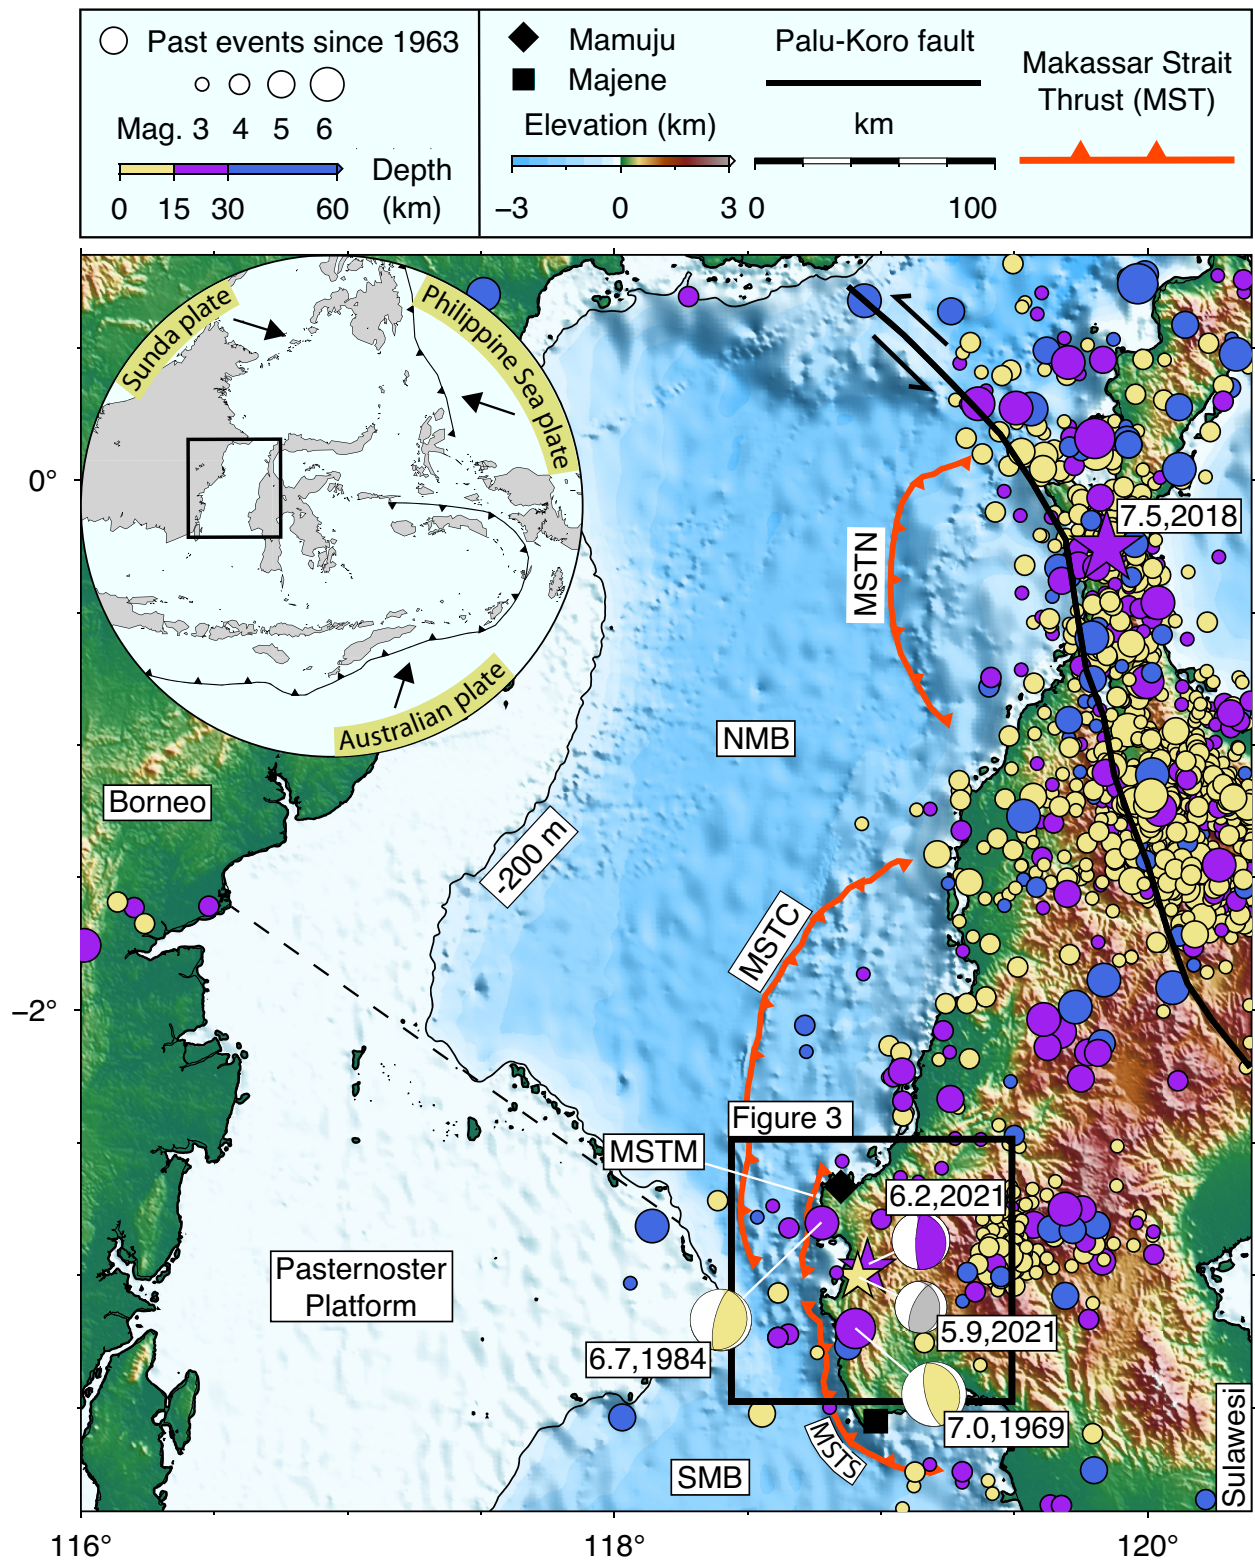 Past events since 1963
Mag. 3 4 5 6
Depth
(km)
0 15 30 60
Mamuju
Majene
Elevation (km)
−3 0 3
Palu-Koro fault
km
0 100
Makassar Strait
Thrust (MST)
Sunda plate
Philippine Sea plate
Australian plate
0°
−2°
7.5,2018
MSTN
NMB
Borneo
-200 m
MSTC
Figure 3
MSTM
6.2,2021
Pasternoster
Platform
5.9,2021
6.7,1984
7.0,1969
MSTS
SMB
Sulawesi
116° 118° 120°